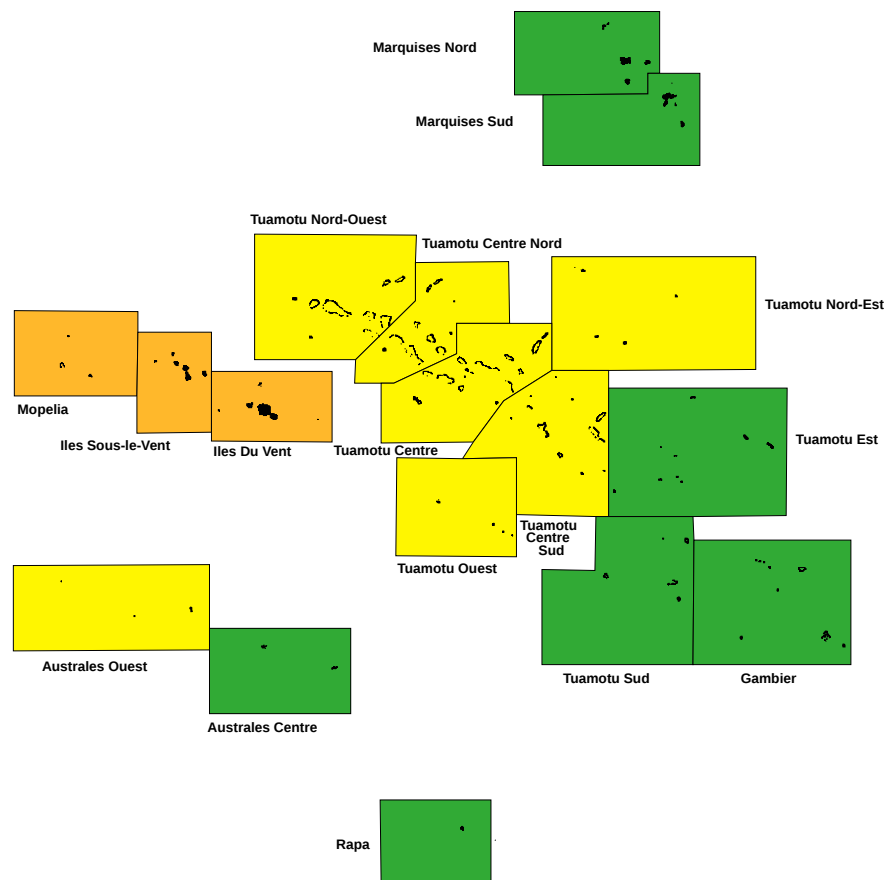 Marquises Nord
Marquises Sud
Tuamotu Nord-Ouest
Tuamotu Centre Nord
Tuamotu Nord-Est
Mopelia
Iles Sous-le-Vent
Iles Du Vent
Tuamotu Centre
Tuamotu Est
Tuamotu
Centre
Sud
Tuamotu Ouest
Australes Ouest
Tuamotu Sud
Gambier
Australes Centre
Rapa